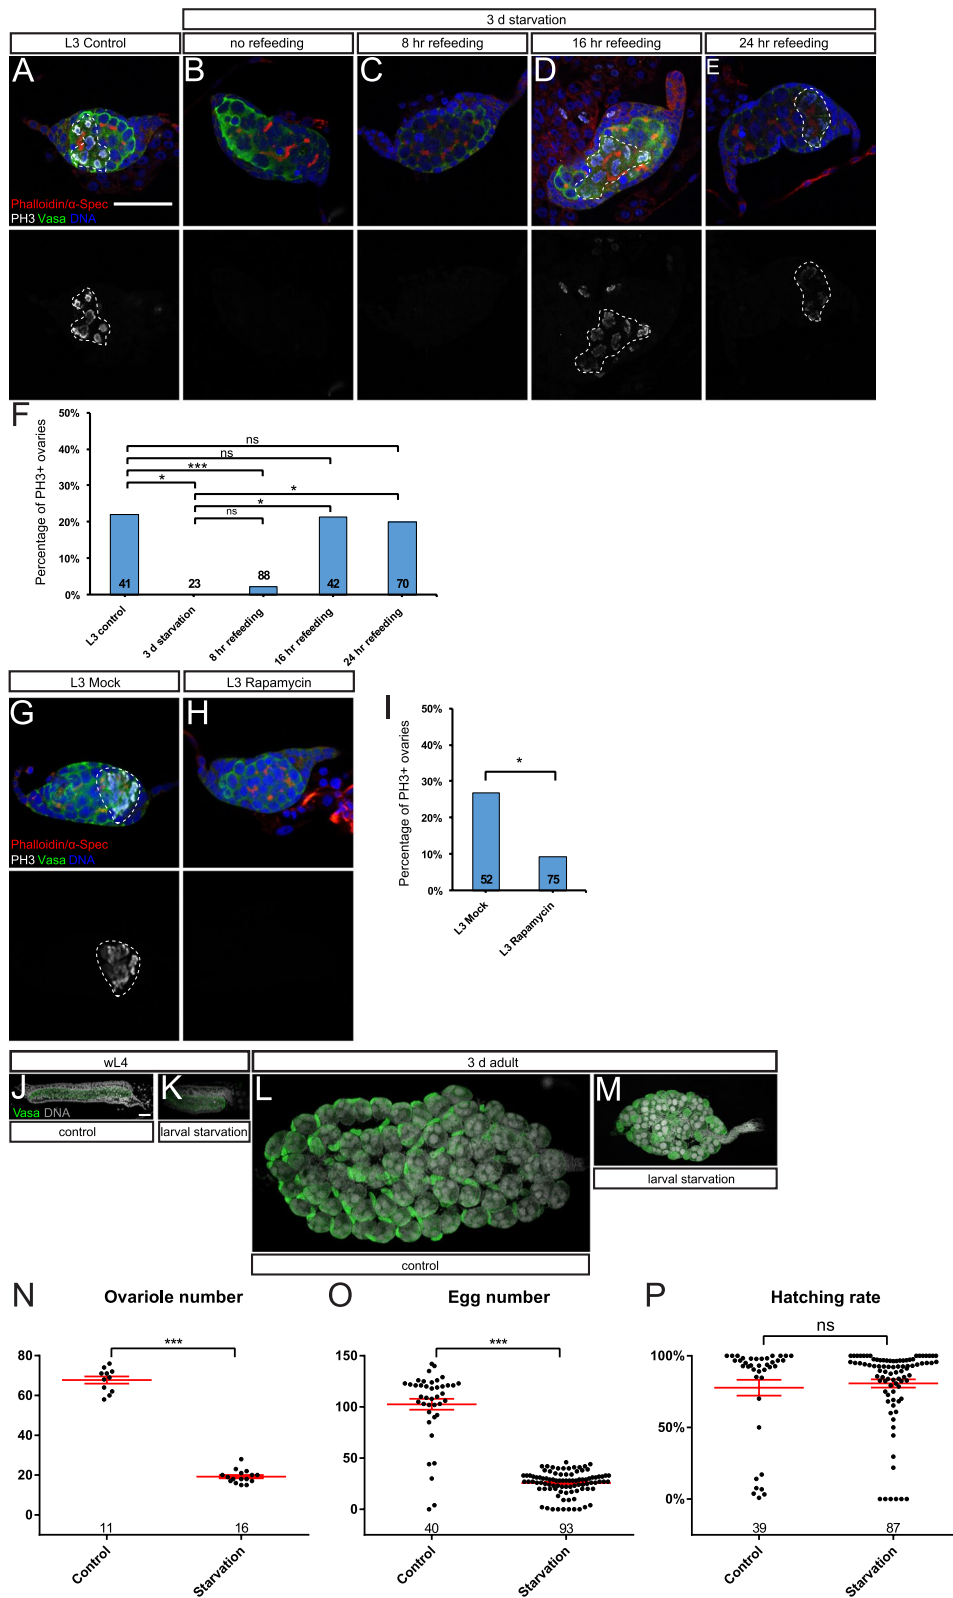 3 d starvation
L3 Control
no refeeding
8 hr refeeding
16 hr refeeding
24 hr refeeding
A
B
C
D
E
Phalloidin/α-Spec
PH3 Vasa DNA
F
Percentage of PH3+ ovaries
50%
40%
30%
20%
10%
0%
ns
ns
***
*
*
*
ns
41
23
88
42
70
L3 control
3 d starvation
8 hr refeeding
16 hr refeeding
24 hr refeeding
L3 Mock
L3 Rapamycin
G
H
Phalloidin/α-Spec
PH3 Vasa DNA
I
Percentage of PH3+ ovaries
50%
40%
30%
20%
10%
0%
*
52
75
L3 Mock
L3 Rapamycin
wL4
3 d adult
J
K
L
M
Vasa DNA
control
larval starvation
larval starvation
control
N
Ovariole number
80
60
40
20
0
***
11
16
Control
Starvation
O
Egg number
150
100
50
0
***
40
93
Control
Starvation
P
Hatching rate
100%
50%
0%
ns
39
87
Control
Starvation